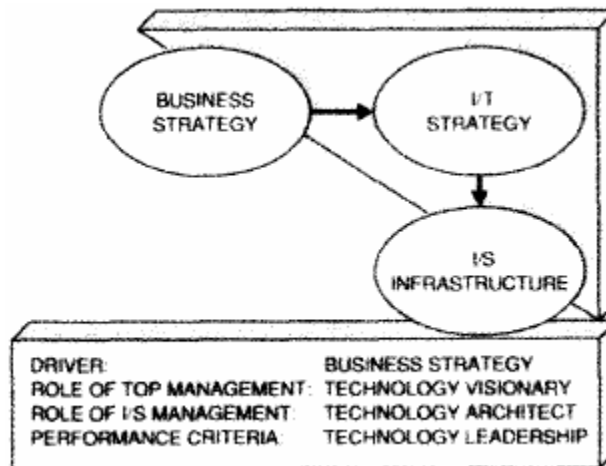 BUSINESS
STRATEGY
I/T
STRATEGY
I/S
INFRASTRUCTURE
DRIVER: BUSINESS STRATEGY
ROLE OF TOP MANAGEMENT: TECHNOLOGY VISIONARY
ROLE OF I/S MANAGEMENT: TECHNOLOGY ARCHITECT
PERFORMANCE CRITERIA: TECHNOLOGY LEADERSHIP